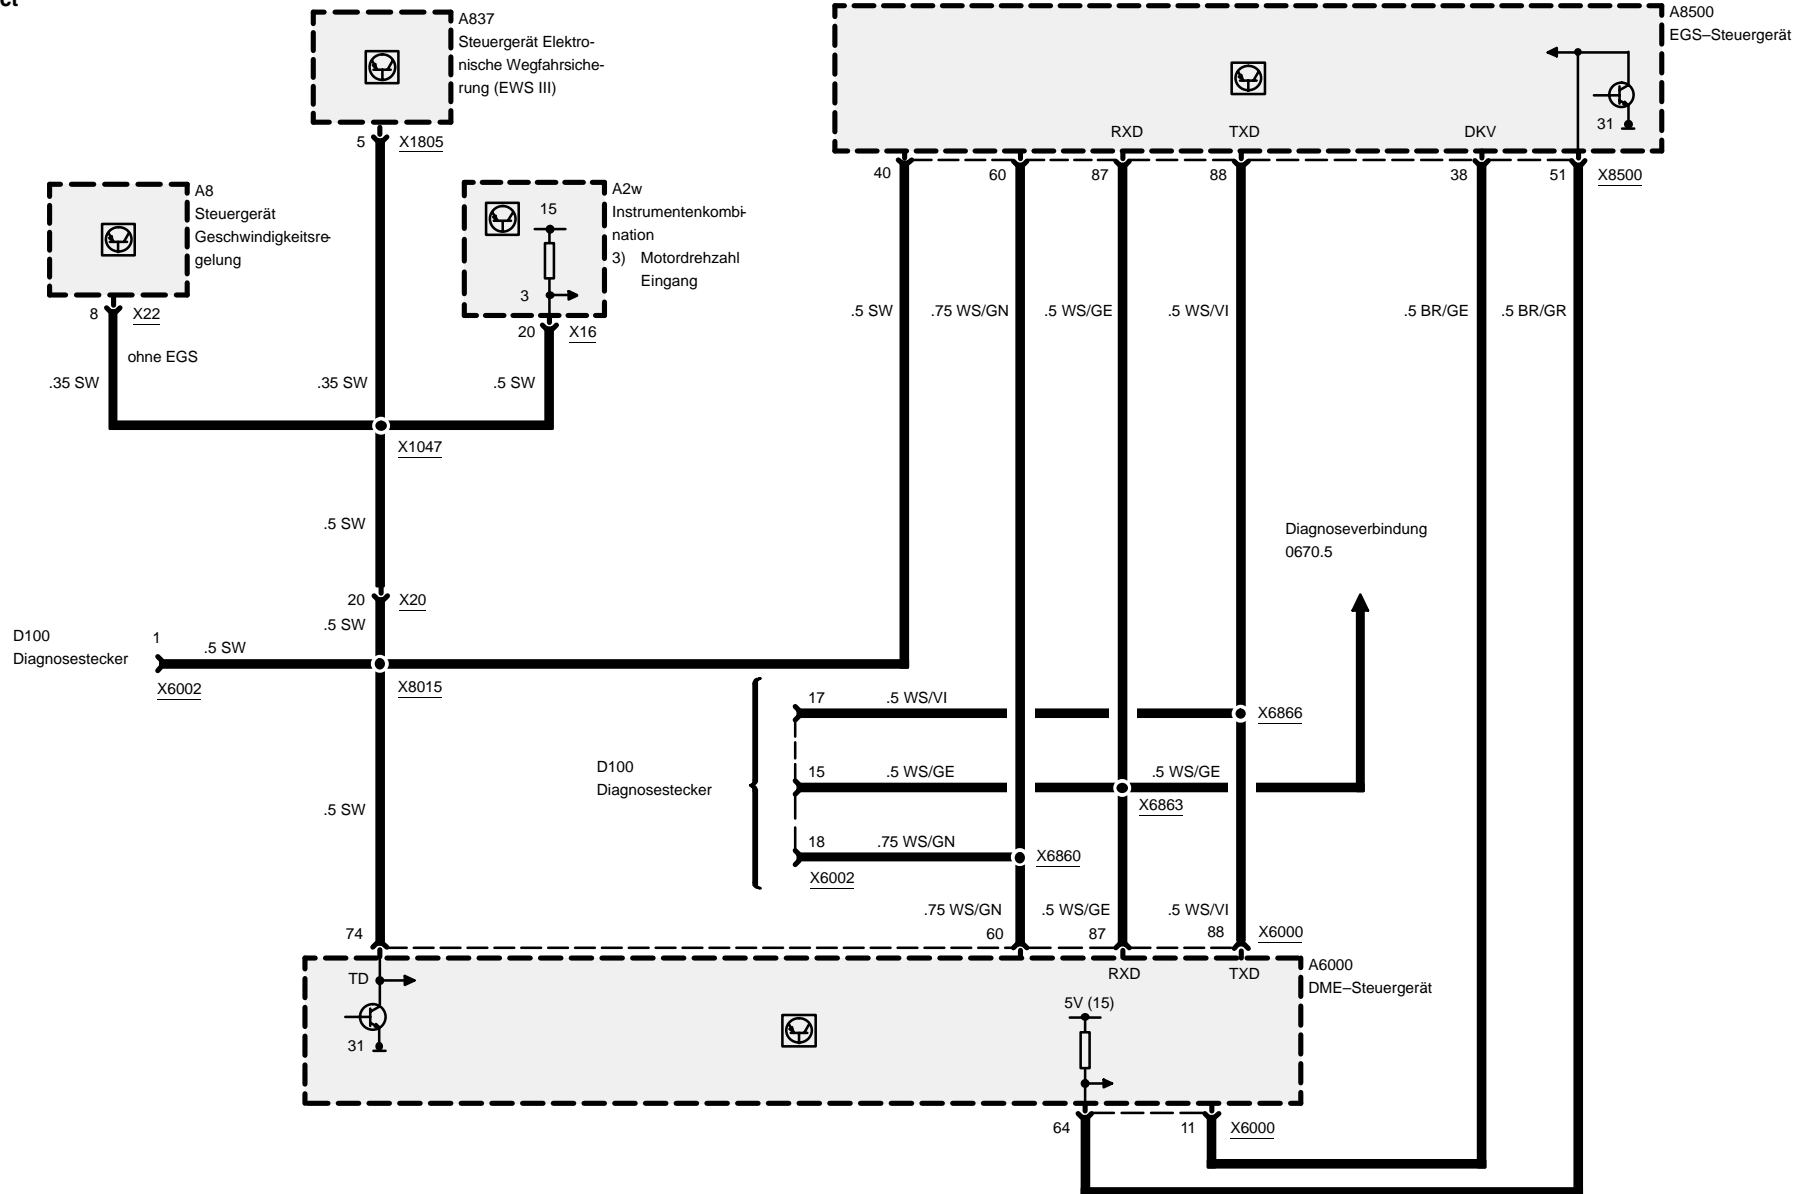 A837
Steuergerät Elektro-
nische Wegfahrsiche-
rung (EWS III)
5 X1805
A8500
EGS–Steuergerät
31
RXD TXD DKV
40 60 87 88 38 51 X8500
A8
Steuergerät
Geschwindigkeitsre-
gelung
8 X22
ohne EGS
A2w
Instrumentenkombi-
nation
3) Motordrehzahl
Eingang
15
3
20 X16
.5 SW .75 WS/GN .5 WS/GE .5 WS/VI .5 BR/GE .5 BR/GR
.35 SW .35 SW .5 SW
X1047
.5 SW
Diagnoseverbindung
0670.5
20 X20
.5 SW
D100
Diagnosestecker
1 .5 SW
X6002
X8015
17 .5 WS/VI
X6866
D100
Diagnosestecker
15 .5 WS/GE .5 WS/GE
X6863
.5 SW
18 .75 WS/GN
X6860
X6002
.75 WS/GN .5 WS/GE .5 WS/VI
74 60 87 88 X6000
A6000
DME–Steuergerät
TD
RXD TXD
31
5V (15)
64 11 X6000